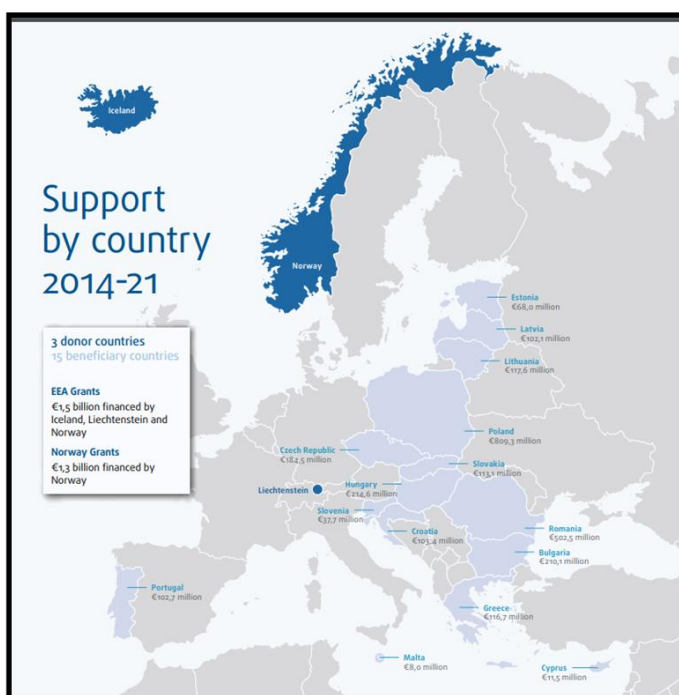 Iceland
Support
by country
2014-21
Norway
3 donor countries
15 beneficiary countries
EEA Grants
€1,5 billion financed by
Iceland, Liechtenstein and
Norway
Norway Grants
€1,3 billion financed by
Norway
Estonia
€68,0 million
Latvia
€102,1 million
Lithuania
€117,6 million
Poland
€809,3 million
Czech Republic
€184,5 million
Slovakia
€113,1 million
Liechtenstein
Hungary
€214,6 million
Slovenia
€37,7 million
Croatia
€103,4 million
Romania
€502,5 million
Bulgaria
€210,1 million
Portugal
€102,7 million
Greece
€116,7 million
Malta
€8,0 million
Cyprus
€11,5 million